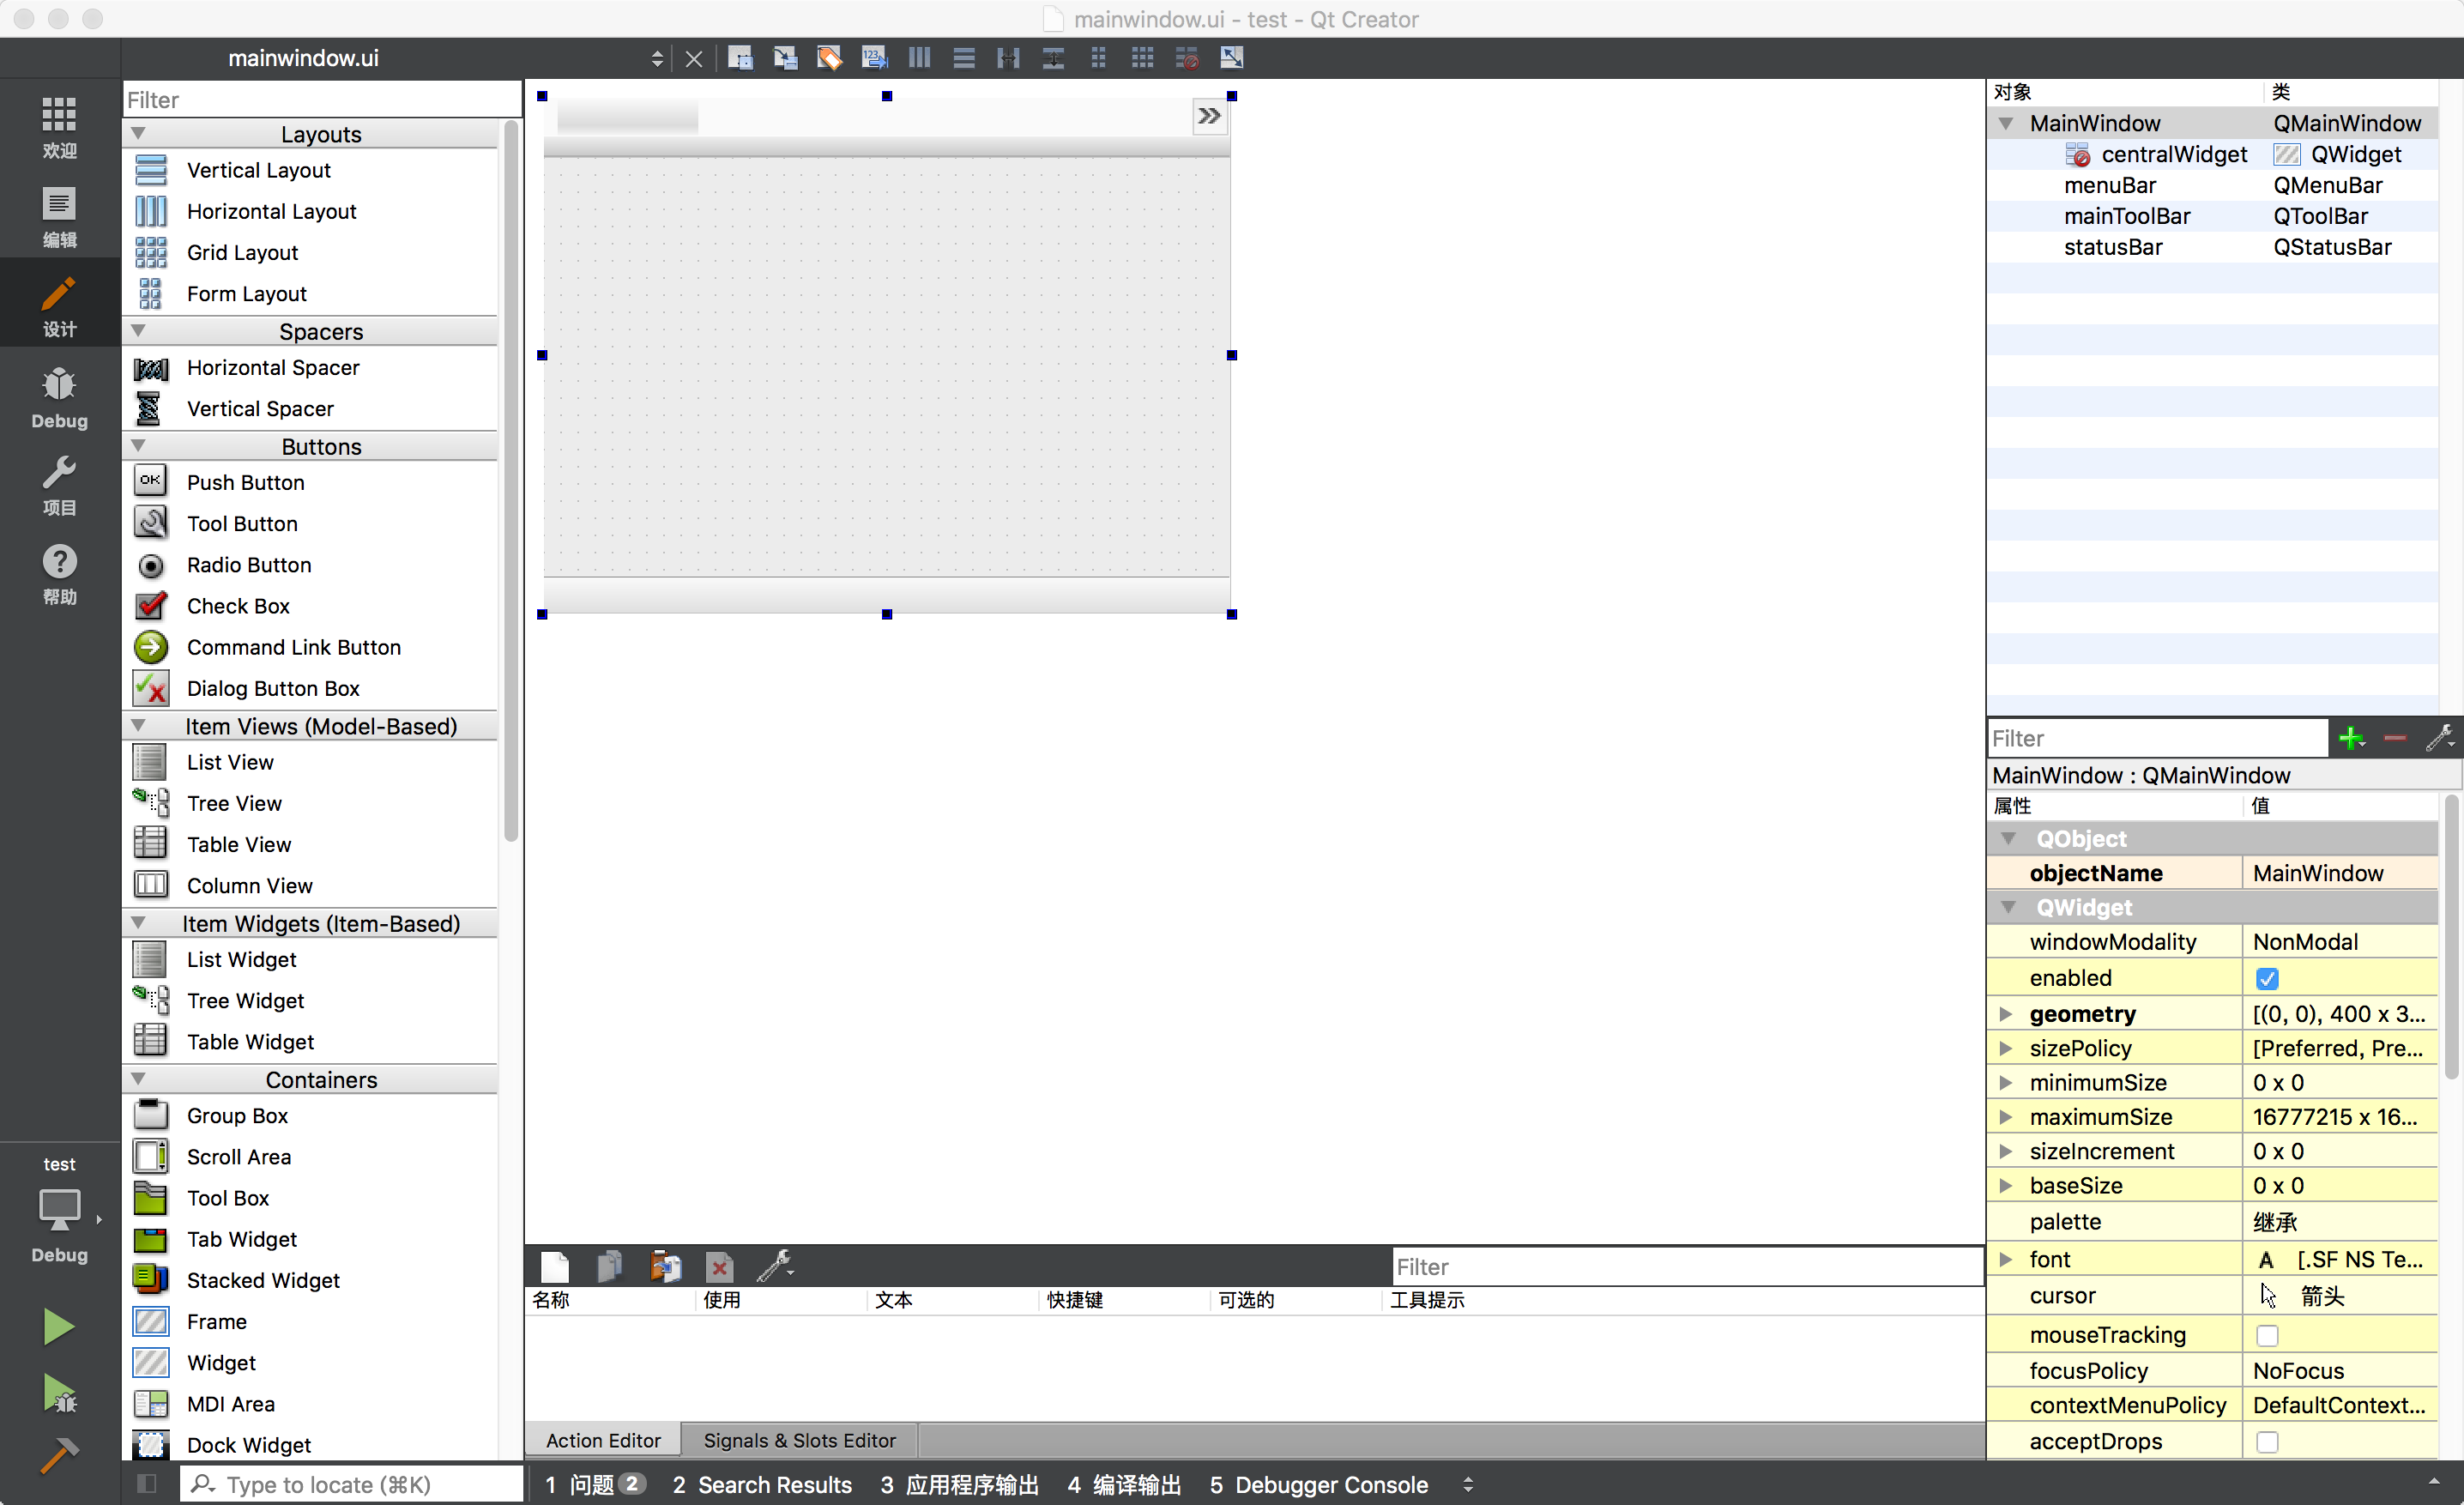 mainwindow.ui - test - Qt Creator
mainwindow.ui
欢迎
编辑
设计
Debug
项目
帮助
test
Debug
Filter
Layouts
Vertical Layout
Horizontal Layout
Grid Layout
Form Layout
Spacers
Horizontal Spacer
Vertical Spacer
Buttons
OK Push Button
Tool Button
Radio Button
Check Box
Command Link Button
Dialog Button Box
Item Views (Model-Based)
List View
Tree View
Table View
Column View
Item Widgets (Item-Based)
List Widget
Tree Widget
Table Widget
Containers
Group Box
Scroll Area
Tool Box
Tab Widget
Stacked Widget
Frame
Widget
MDI Area
Dock Widget
Filter
名称 使用 文本 快捷键 可选的 工具提示
Action Editor Signals & Slots Editor
对象 类
MainWindow QMainWindow
centralWidget QWidget
menuBar QMenuBar
mainToolBar QToolBar
statusBar QStatusBar
Filter
MainWindow : QMainWindow
属性 值
QObject
objectName MainWindow
QWidget
windowModality NonModal
enabled
geometry [(0, 0), 400 x 3...
sizePolicy [Preferred, Pre...
minimumSize 0 x 0
maximumSize 16777215 x 16...
sizeIncrement 0 x 0
baseSize 0 x 0
palette 继承
font A [.SF NS Te...
cursor 箭头
mouseTracking
focusPolicy NoFocus
contextMenuPolicy DefaultContext...
acceptDrops
Type to locate (⌘K) 1 问题 2 2 Search Results 3 应用程序输出 4 编译输出 5 Debugger Console